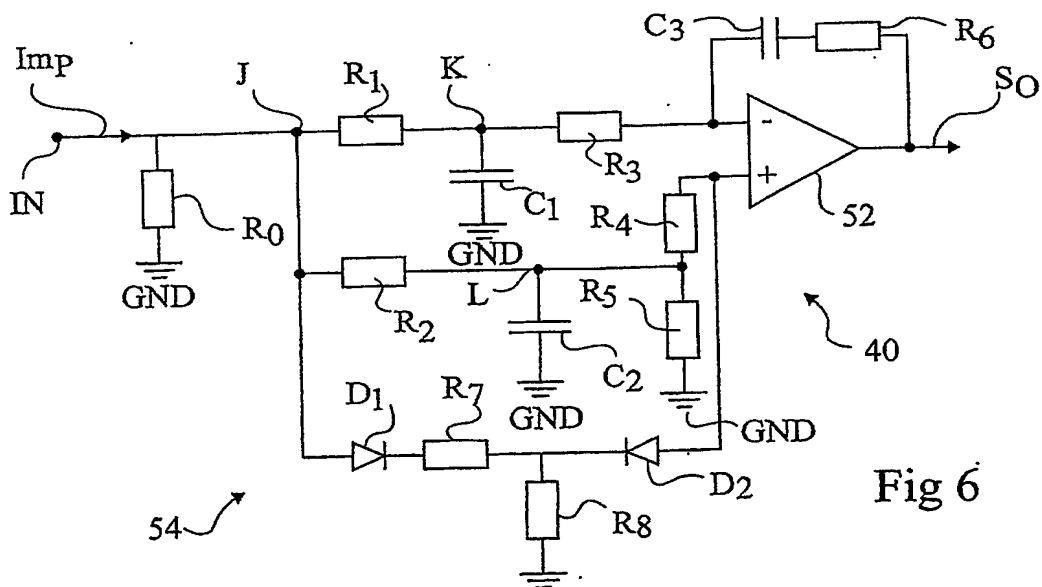 C3
R6
ImP
J
R1
K
SO
-
+
IN
R0
GND
R3
C1
GND
R4
52
L
R5
R2
C2
40
GND
GND
D1
R7
D2
Fig 6
54
R8